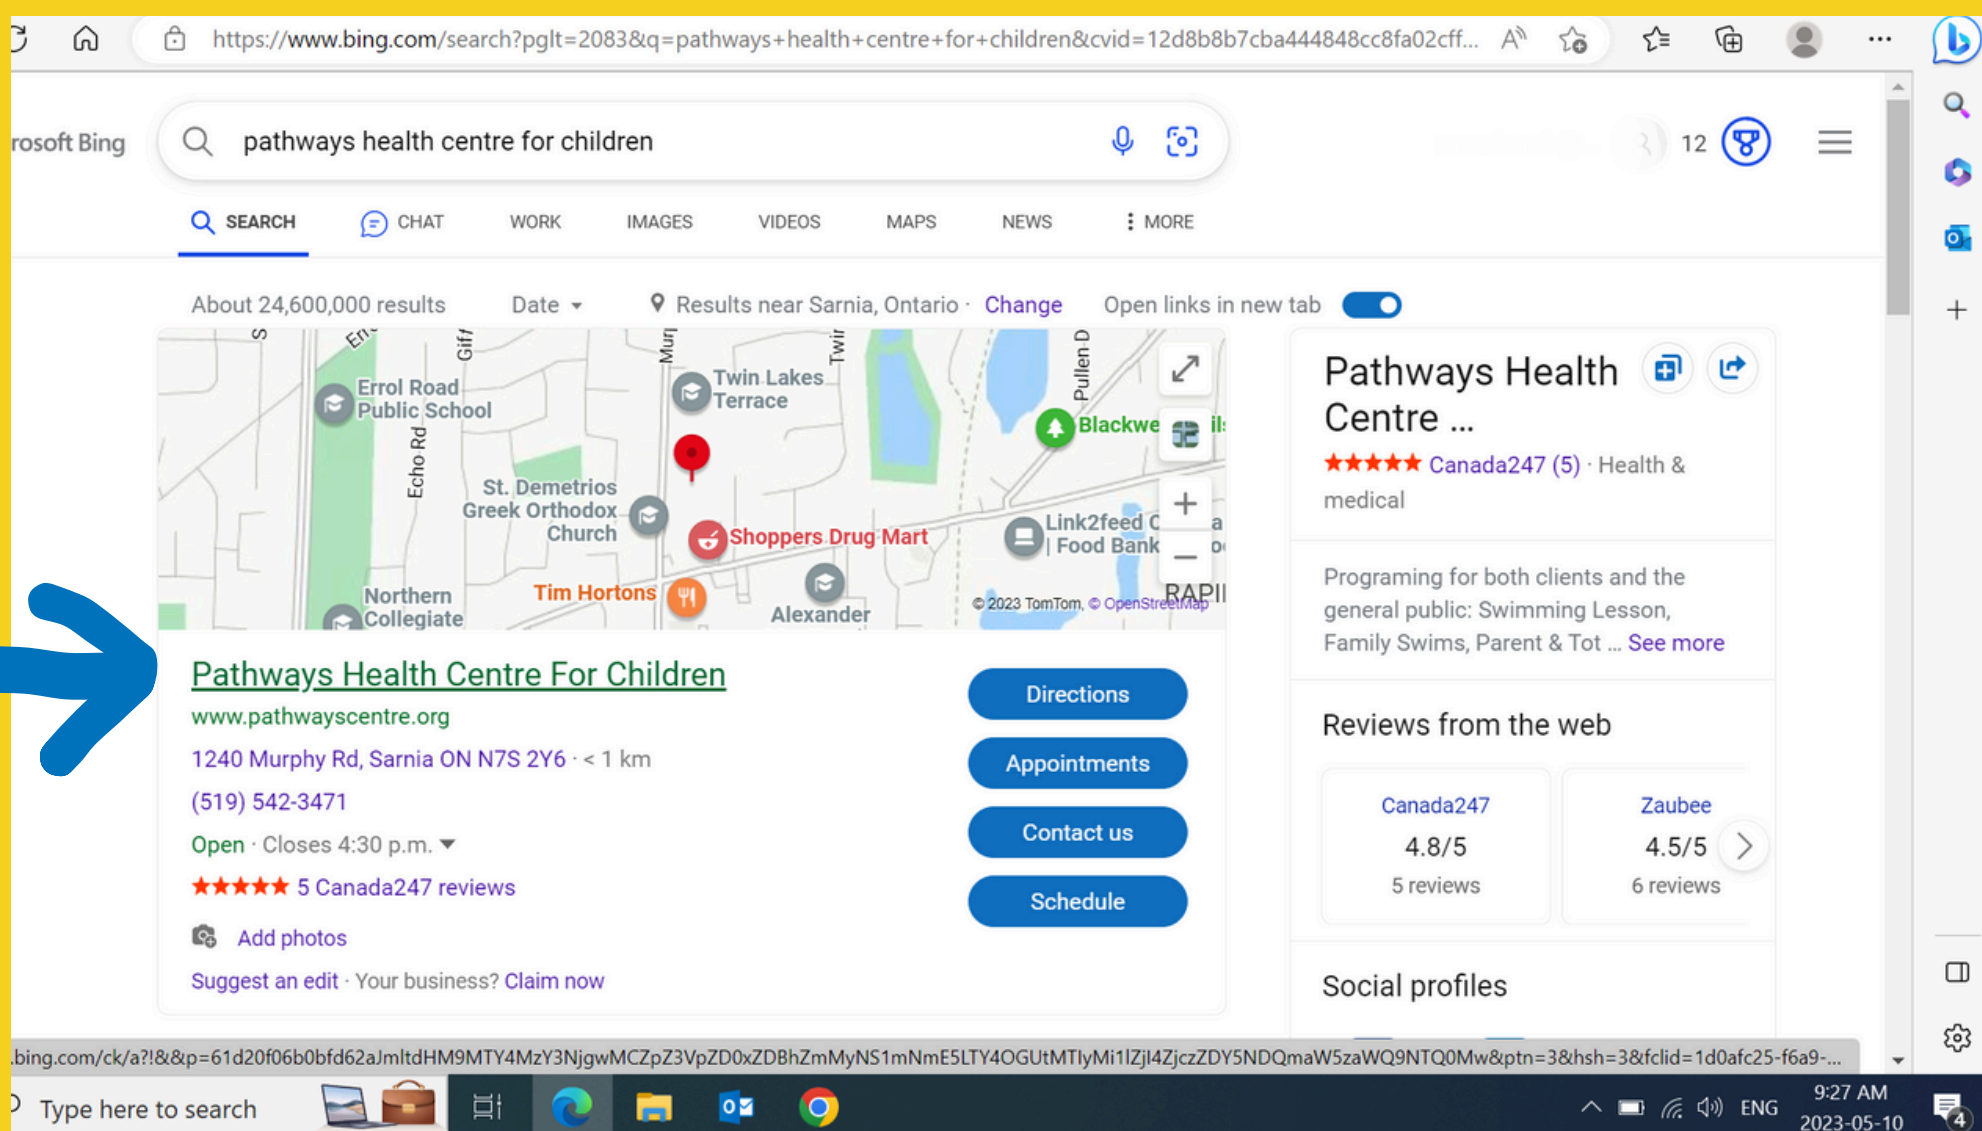 https://www.bing.com/search?pglt=2083&q=pathways+health+centre+for+children&cvid=12d8b8b7cba444848cc8fa02cff...
rosoft Bing
pathways health centre for children
12
SEARCH
CHAT
WORK
IMAGES
VIDEOS
MAPS
NEWS
MORE
About 24,600,000 results
Date
Results near Sarnia, Ontario · Change
Open links in new tab
Giff
Murp
Twin
Pullen D
Echo Rd
Errol Road
Public School
Twin Lakes
Terrace
St. Demetrios
Greek Orthodox
Church
Shoppers Drug Mart
Link2feed
| Food Bank
Tim Hortons
Northern
Collegiate
Alexander
© 2023 TomTom, © OpenStreetMap
Pathways Health Centre For Children
www.pathwayscentre.org
1240 Murphy Rd, Sarnia ON N7S 2Y6 · < 1 km
(519) 542-3471
Open · Closes 4:30 p.m.
5 Canada247 reviews
Add photos
Suggest an edit · Your business? Claim now
Directions
Appointments
Contact us
Schedule
Pathways Health
Centre ...
Canada247 (5) · Health &
medical
Programing for both clients and the
general public: Swimming Lesson,
Family Swims, Parent & Tot ... See more
Reviews from the web
Canada247
4.8/5
5 reviews
Zaubee
4.5/5
6 reviews
Social profiles
Type here to search
ENG
9:27 AM
2023-05-10
4